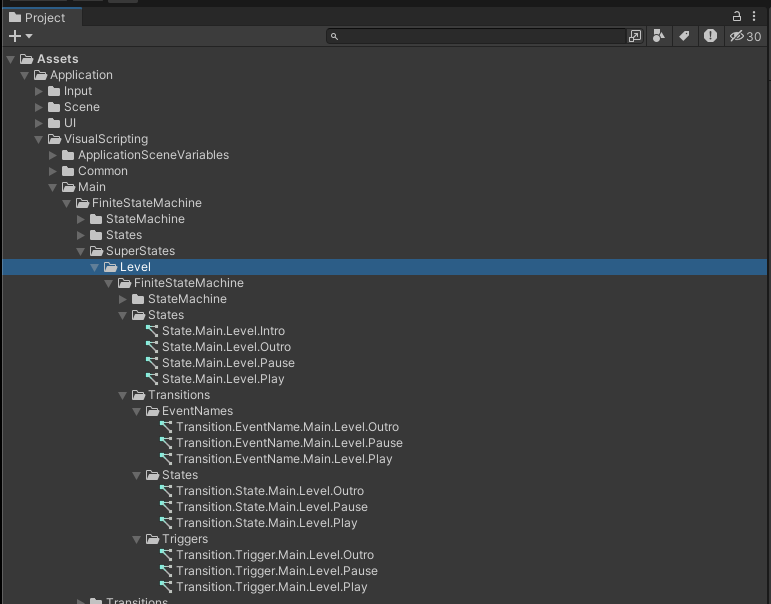 Project
30
Assets
Application
Input
Scene
UI
VisualScripting
ApplicationSceneVariables
Common
Main
FiniteStateMachine
StateMachine
States
SuperStates
Level
FiniteStateMachine
StateMachine
States
State.Main.Level.Intro
State.Main.Level.Outro
State.Main.Level.Pause
State.Main.Level.Play
Transitions
EventNames
Transition.EventName.Main.Level.Outro
Transition.EventName.Main.Level.Pause
Transition.EventName.Main.Level.Play
States
Transition.State.Main.Level.Outro
Transition.State.Main.Level.Pause
Transition.State.Main.Level.Play
Triggers
Transition.Trigger.Main.Level.Outro
Transition.Trigger.Main.Level.Pause
Transition.Trigger.Main.Level.Play
Transitions